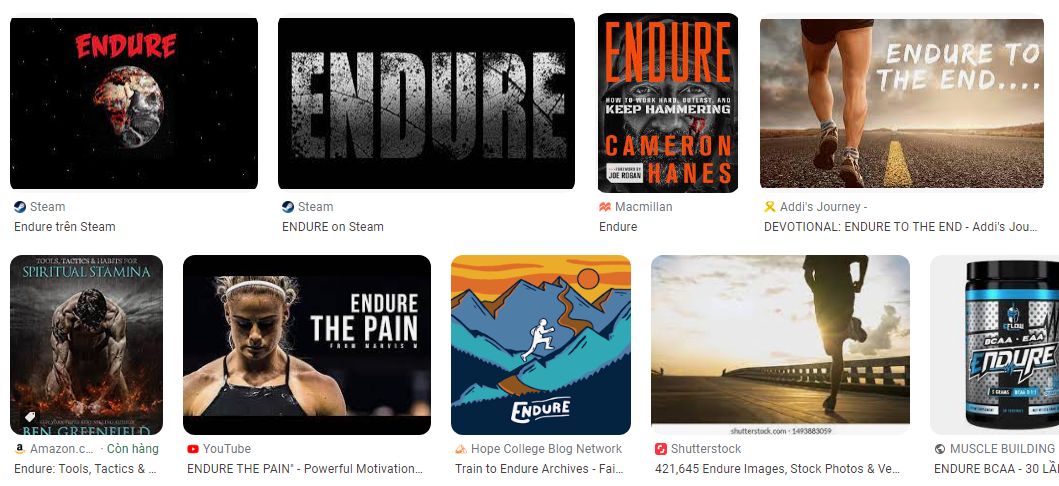 ENDURE
ENDURE
ENDURE
HOW TO WORK HARD, OUTLAST, AND
KEEP HAMMERING
CAMERON
HANES
FOREWORD BY
JOE ROGAN
ENDURE TO
THE END....
Steam
Endure trên Steam
Steam
ENDURE on Steam
Macmillan
Endure
Addi's Journey -
DEVOTIONAL: ENDURE TO THE END - Addi's Jou...
TOOLS, TACTICS & HABITS FOR
SPIRITUAL STAMINA
BEN GREENFIELD
ENDURE
THE PAIN
FROM MARVIS M
ENDURE
shutterstock.com · 1493883059
CFLOW
BCAA · EAA
ENDURE
Amazon.c... · Còn hàng
Endure: Tools, Tactics & ...
YouTube
ENDURE THE PAIN" - Powerful Motivation...
Hope College Blog Network
Train to Endure Archives - Fai...
Shutterstock
421,645 Endure Images, Stock Photos & Ve...
MUSCLE BUILDING
ENDURE BCAA - 30 LẦ